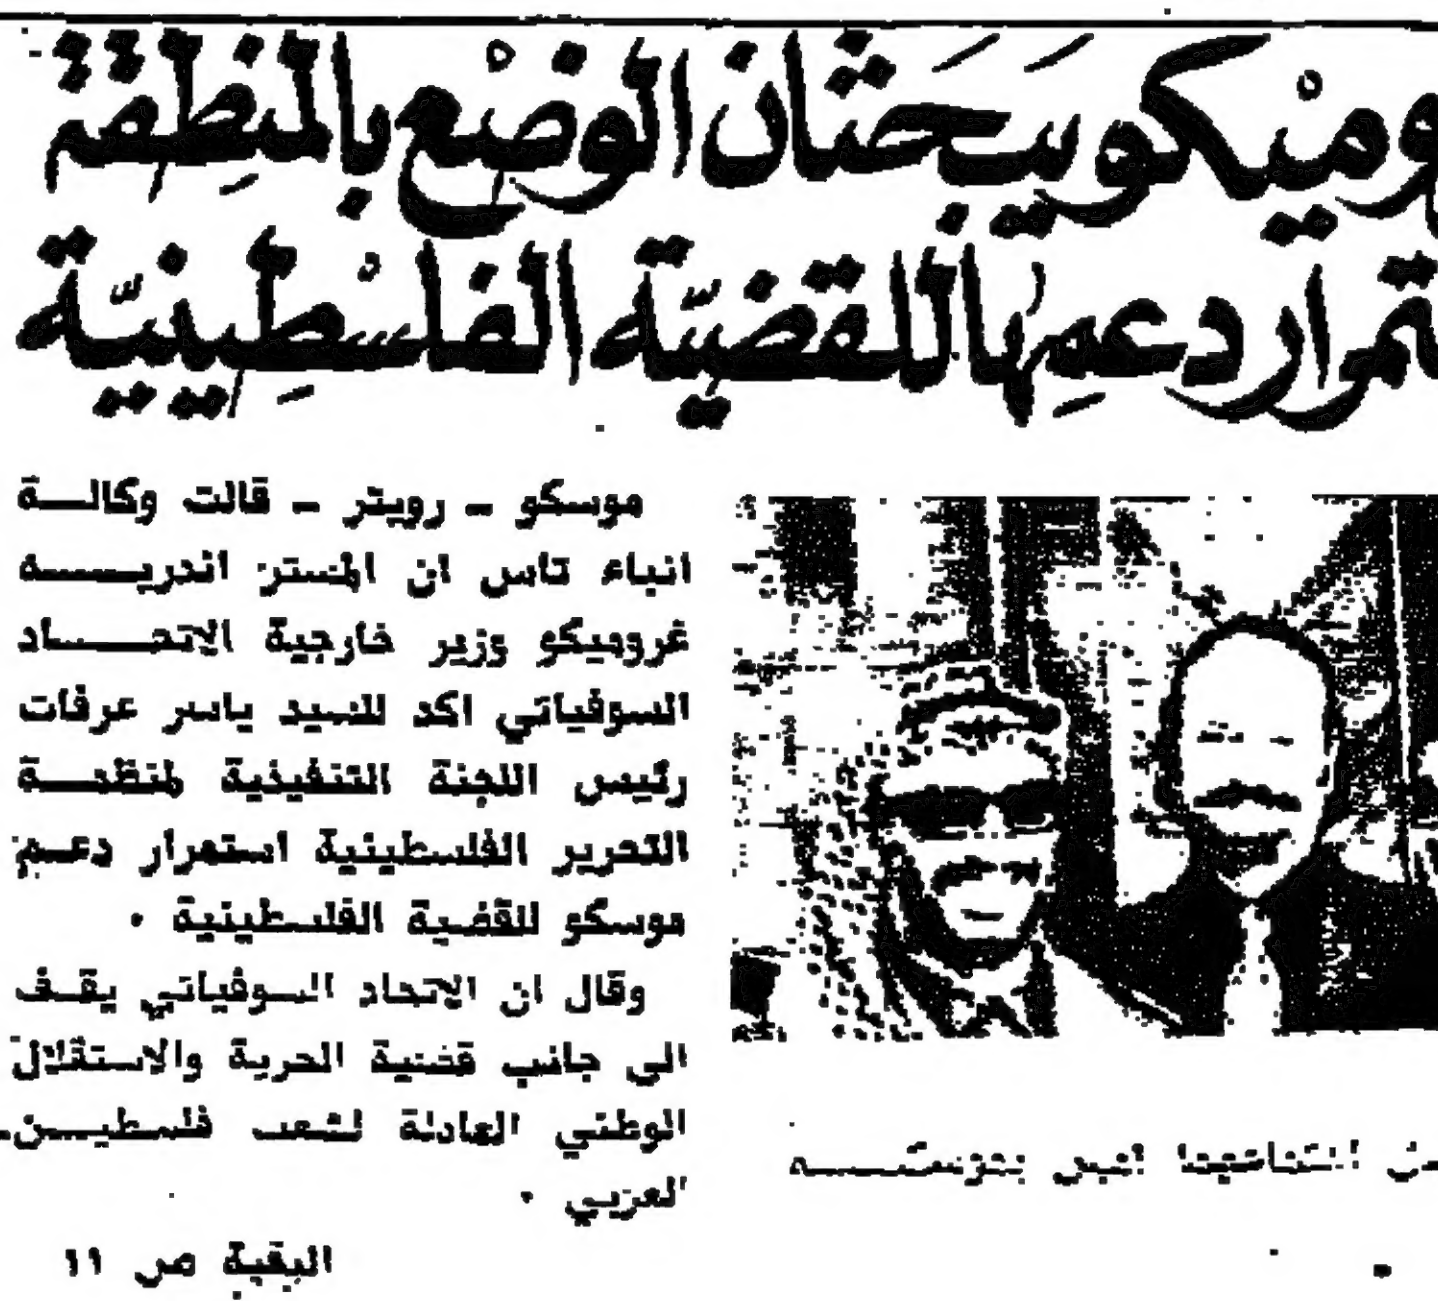 وميكو يبحثان الوضع بالمنطقة
تمرار دعمها للقضية الفلسطينية
موسكو - رويتر - قالت وكالة
انباء تاس ان المستر اندريه
غروميكو وزير خارجية الاتحاد
السوفياتي اكد للسيد ياسر عرفات
رئيس اللجنة التنفيذية لمنظمة
التحرير الفلسطينية استمرار دعم
موسكو للقضية الفلسطينية .
وقال ان الاتحاد السوفياتي يقف
الى جانب قضية الحرية والاستقلال
الوطني العادلة لشعب فلسطين
العربي .
البقية ص ١١